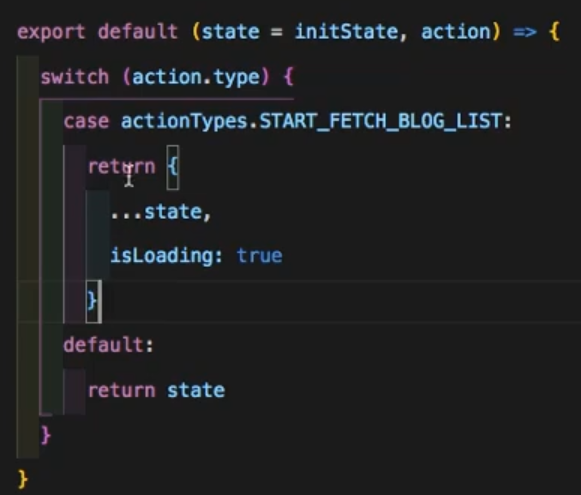 export default (state = initState, action) => {
switch (action.type) {
case actionTypes.START_FETCH_BLOG_LIST:
return {
...state,
isLoading: true
}
default:
return state
}
}